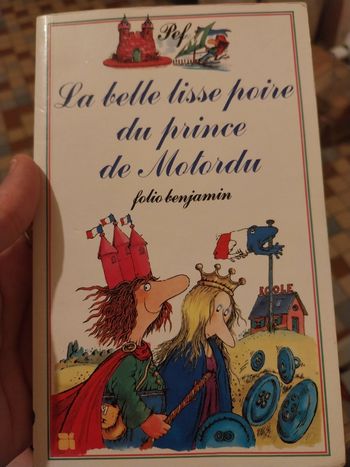 Pef
La belle lisse poire
du prince
de Motordu
folio benjamin
ECOLE